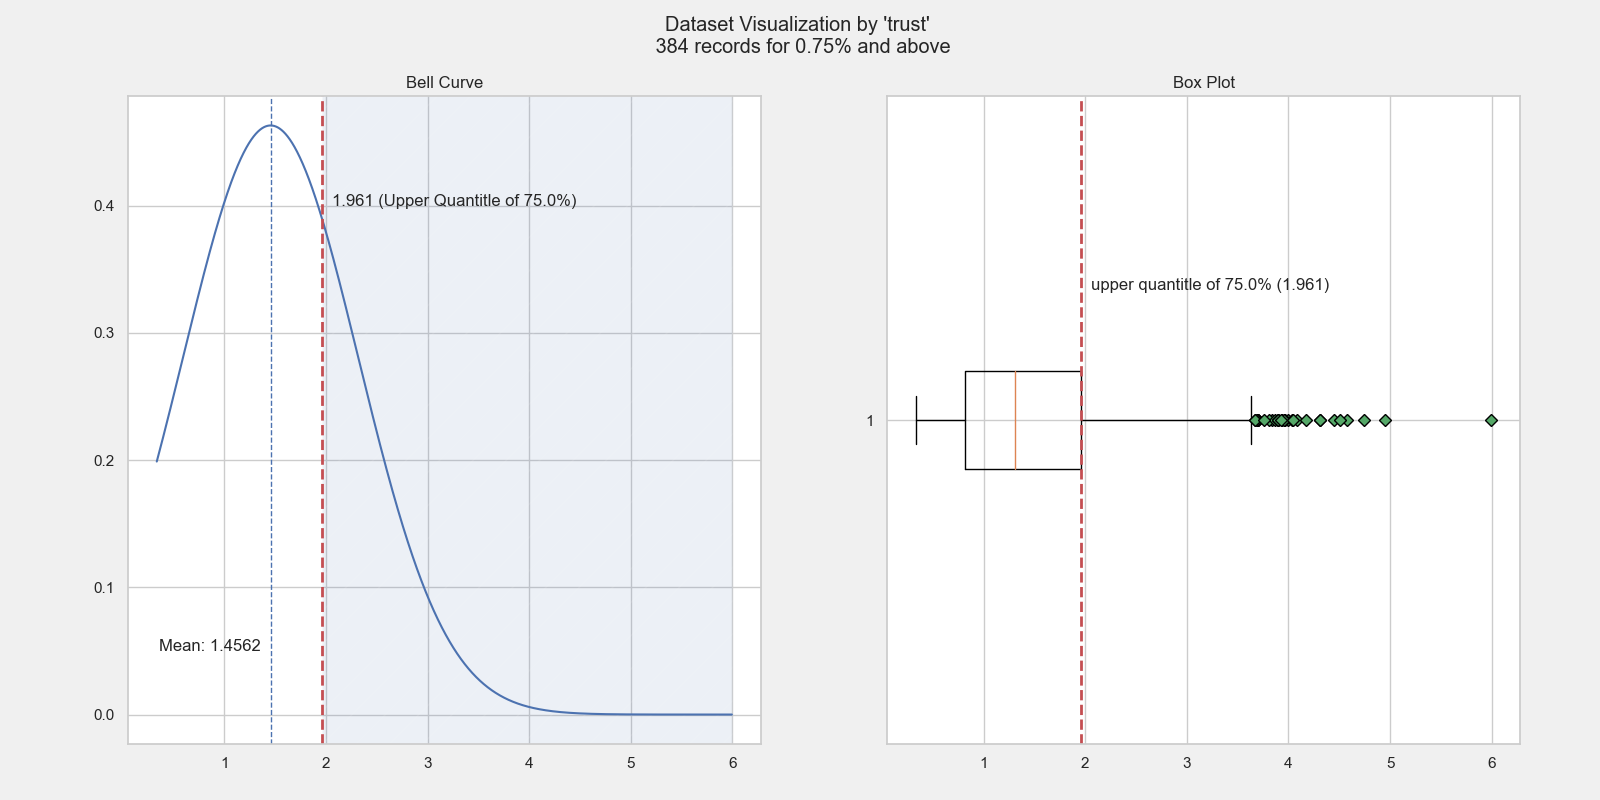 Dataset Visualization by 'trust'
384 records for 0.75% and above
Bell Curve
0.4
0.3
0.2
0.1
0.0
1.961 (Upper Quantitle of 75.0%)
Mean: 1.4562
1 2 3 4 5 6
Box Plot
upper quantitle of 75.0% (1.961)
1
1 2 3 4 5 6